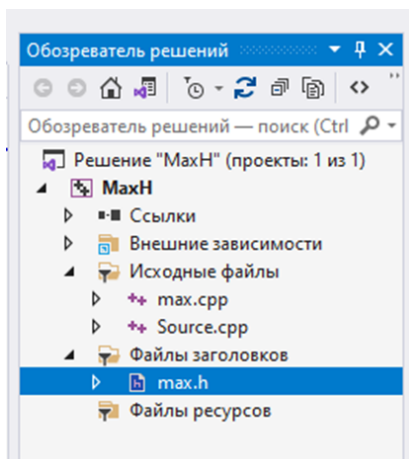 Обозреватель решений
Обозреватель решений — поиск (Ctrl
Решение "MaxH" (проекты: 1 из 1)
MaxH
Ссылки
Внешние зависимости
Исходные файлы
max.cpp
Source.cpp
Файлы заголовков
max.h
Файлы ресурсов